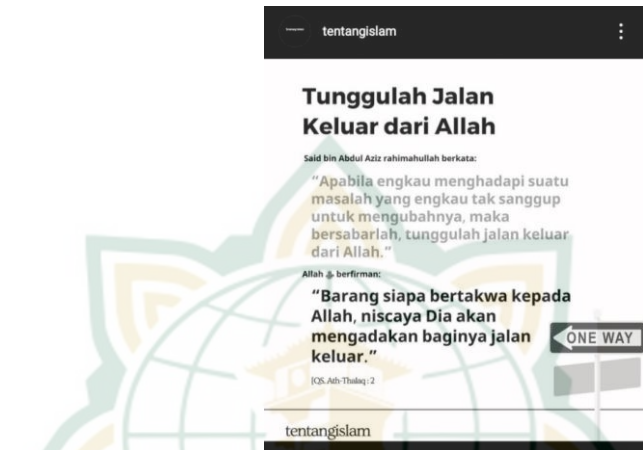 tentangislam
Tunggulah Jalan
Keluar dari Allah
Said bin Abdul Aziz rahimahullah berkata:
“Apabila engkau menghadapi suatu
masalah yang engkau tak sanggup
untuk mengubahnya, maka
bersabarlah, tunggulah jalan keluar
dari Allah.”
Allah ﷻ berfirman:
“Barang siapa bertakwa kepada
Allah, niscaya Dia akan
mengadakan baginya jalan
keluar.”
ONE WAY
[QS. Ath-Thalaq : 2
tentangislam